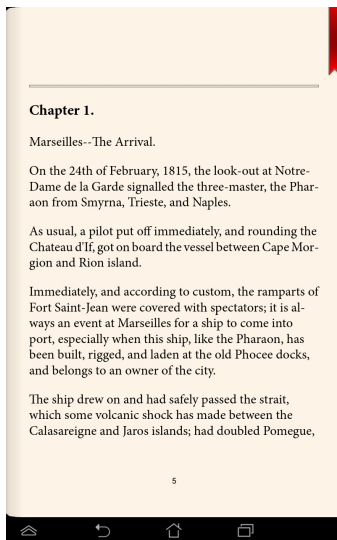 Chapter 1.
Marseilles--The Arrival.
On the 24th of February, 1815, the look-out at Notre-
Dame de la Garde signalled the three-master, the Phar-
aon from Smyrna, Trieste, and Naples.
As usual, a pilot put off immediately, and rounding the
Chateau d'If, got on board the vessel between Cape Mor-
gion and Rion island.
Immediately, and according to custom, the ramparts of
Fort Saint-Jean were covered with spectators; it is al-
ways an event at Marseilles for a ship to come into
port, especially when this ship, like the Pharaon, has
been built, rigged, and laden at the old Phocee docks,
and belongs to an owner of the city.
The ship drew on and had safely passed the strait,
which some volcanic shock has made between the
Calasareigne and Jaros islands; had doubled Pomegue,
5